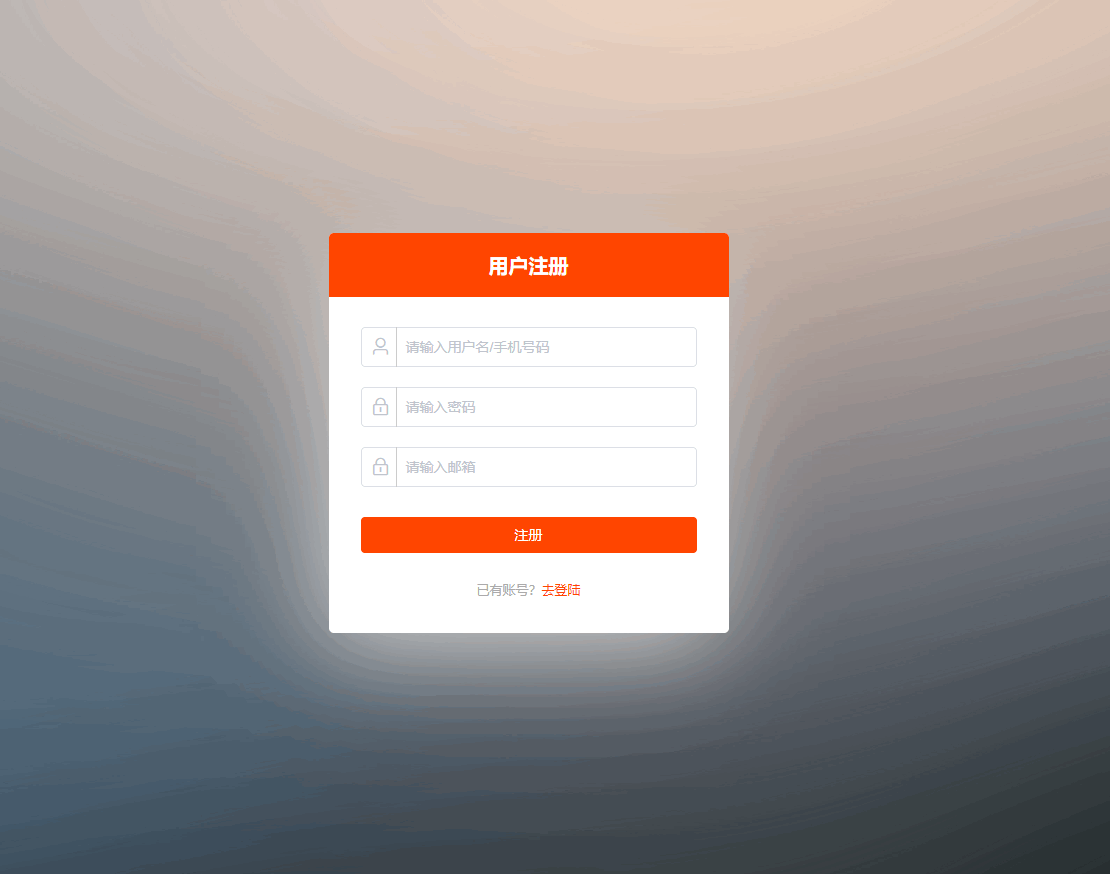 用户注册
请输入用户名/手机号码
请输入密码
请输入邮箱
注册
已有账号？去登陆